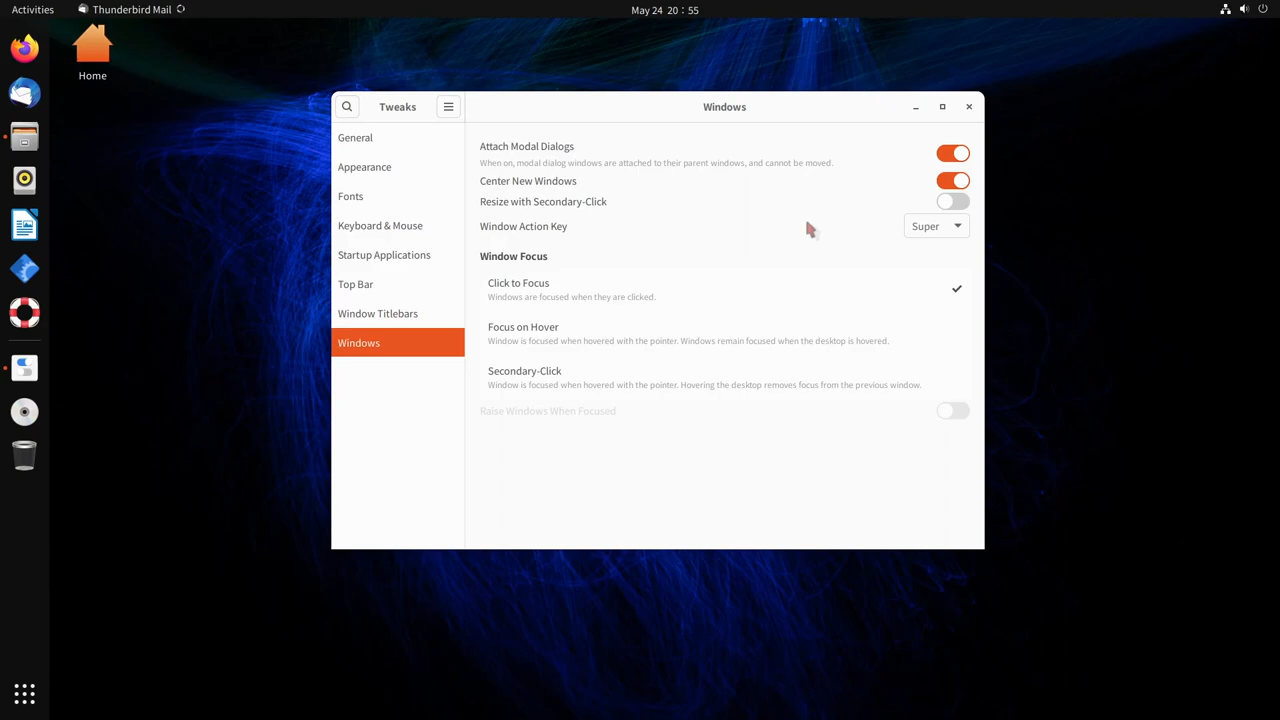 Activities
Thunderbird Mail
May 24 20 : 55
Home
Tweaks
Windows
General
Appearance
Fonts
Keyboard & Mouse
Startup Applications
Top Bar
Window Titlebars
Windows
Attach Modal Dialogs
When on, modal dialog windows are attached to their parent windows, and cannot be moved.
Center New Windows
Resize with Secondary-Click
Window Action Key
Super
Window Focus
Click to Focus
Windows are focused when they are clicked.
Focus on Hover
Window is focused when hovered with the pointer. Windows remain focused when the desktop is hovered.
Secondary-Click
Window is focused when hovered with the pointer. Hovering the desktop removes focus from the previous window.
Raise Windows When Focused